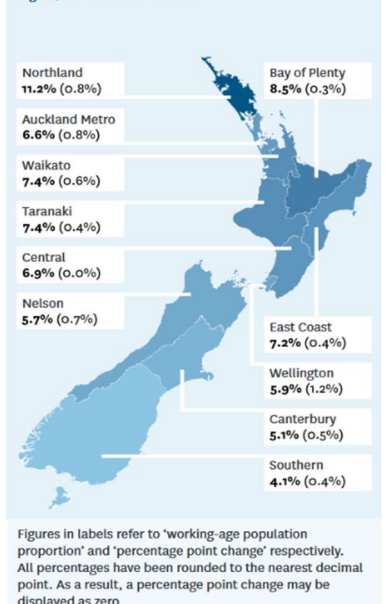 Northland
11.2% (0.8%)
Bay of Plenty
8.5% (0.3%)
Auckland Metro
6.6% (0.8%)
Waikato
7.4% (0.6%)
Taranaki
7.4% (0.4%)
Central
6.9% (0.0%)
Nelson
5.7% (0.7%)
East Coast
7.2% (0.4%)
Wellington
5.9% (1.2%)
Canterbury
5.1% (0.5%)
Southern
4.1% (0.4%)
Figures in labels refer to ‘working-age population
proportion’ and ‘percentage point change’ respectively.
All percentages have been rounded to the nearest decimal
point. As a result, a percentage point change may be
displayed as zero